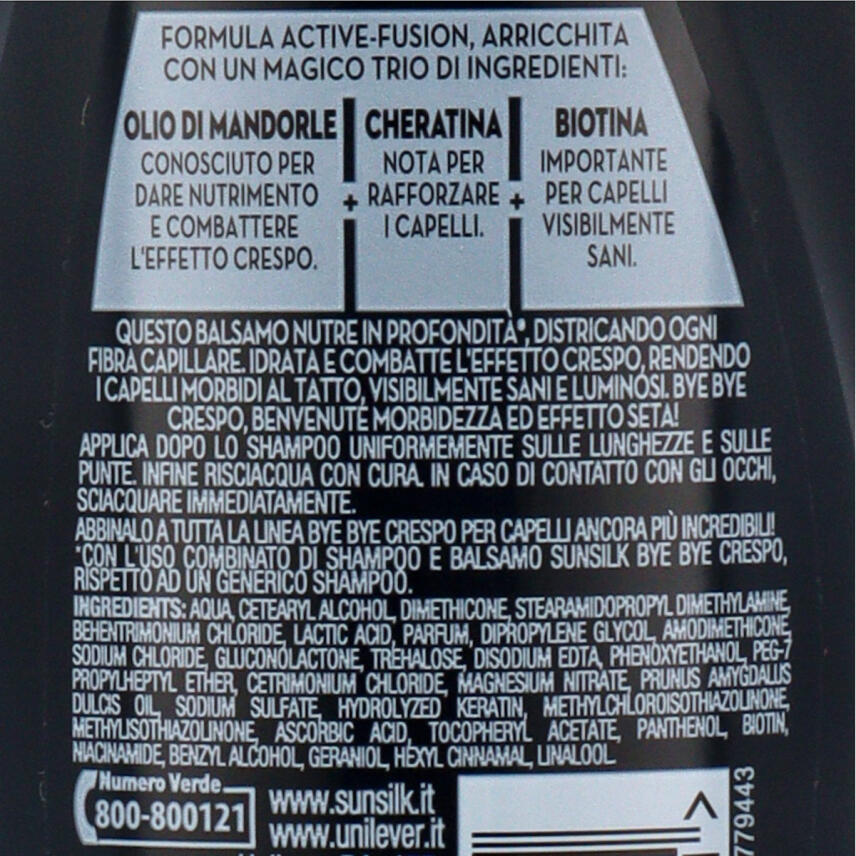 FORMULA ACTIVE-FUSION, ARRICCHITA
CON UN MAGICO TRIO DI INGREDIENTI:
OLIO DI MANDORLE
CONOSCIUTO PER
DARE NUTRIMENTO
E COMBATTERE
L'EFFETTO CRESPO.
+
CHERATINA
NOTA PER
RAFFORZARE
I CAPELLI.
+
BIOTINA
IMPORTANTE
PER CAPELLI
VISIBILMENTE
SANI.
QUESTO BALSAMO NUTRE IN PROFONDITÀ*, DISTRICANDO OGNI
FIBRA CAPILLARE. IDRATA E COMBATTE L'EFFETTO CRESPO, RENDENDO
I CAPELLI MORBIDI AL TATTO, VISIBILMENTE SANI E LUMINOSI. BYE BYE
CRESPO, BENVENUTE MORBIDEZZA ED EFFETTO SETA!
APPLICA DOPO LO SHAMPOO UNIFORMEMENTE SULLE LUNGHEZZE E SULLE
PUNTE. INFINE RISCIACQUA CON CURA. IN CASO DI CONTATTO CON GLI OCCHI,
SCIACQUARE IMMEDIATAMENTE.
ABBINALO A TUTTA LA LINEA BYE BYE CRESPO PER CAPELLI ANCORA PIÙ INCREDIBILI!
*CON L'USO COMBINATO DI SHAMPOO E BALSAMO SUNSILK BYE BYE CRESPO,
RISPETTO AD UN GENERICO SHAMPOO.
INGREDIENTS: AQUA, CETEARYL ALCOHOL, DIMETHICONE, STEARAMIDOPROPYL DIMETHYLAMINE,
BEHENTRIMONIUM CHLORIDE, LACTIC ACID, PARFUM, DIPROPYLENE GLYCOL, AMODIMETHICONE,
SODIUM CHLORIDE, GLUCONOLACTONE, TREHALOSE, DISODIUM EDTA, PHENOXYETHANOL, PEG-7
PROPYLHEPTYL ETHER, CETRIMONIUM CHLORIDE, MAGNESIUM NITRATE, PRUNUS AMYGDALUS
DULCIS OIL, SODIUM SULFATE, HYDROLYZED KERATIN, METHYLCHLOROISOTHIAZOLINONE,
METHYLISOTHIAZOLINONE, ASCORBIC ACID, TOCOPHERYL ACETATE, PANTHENOL, BIOTIN,
NIACINAMIDE, BENZYL ALCOHOL, GERANIOL, HEXYL CINNAMAL, LINALOOL.
Numero Verde
800-800121
www.sunsilk.it
www.unilever.it
779443